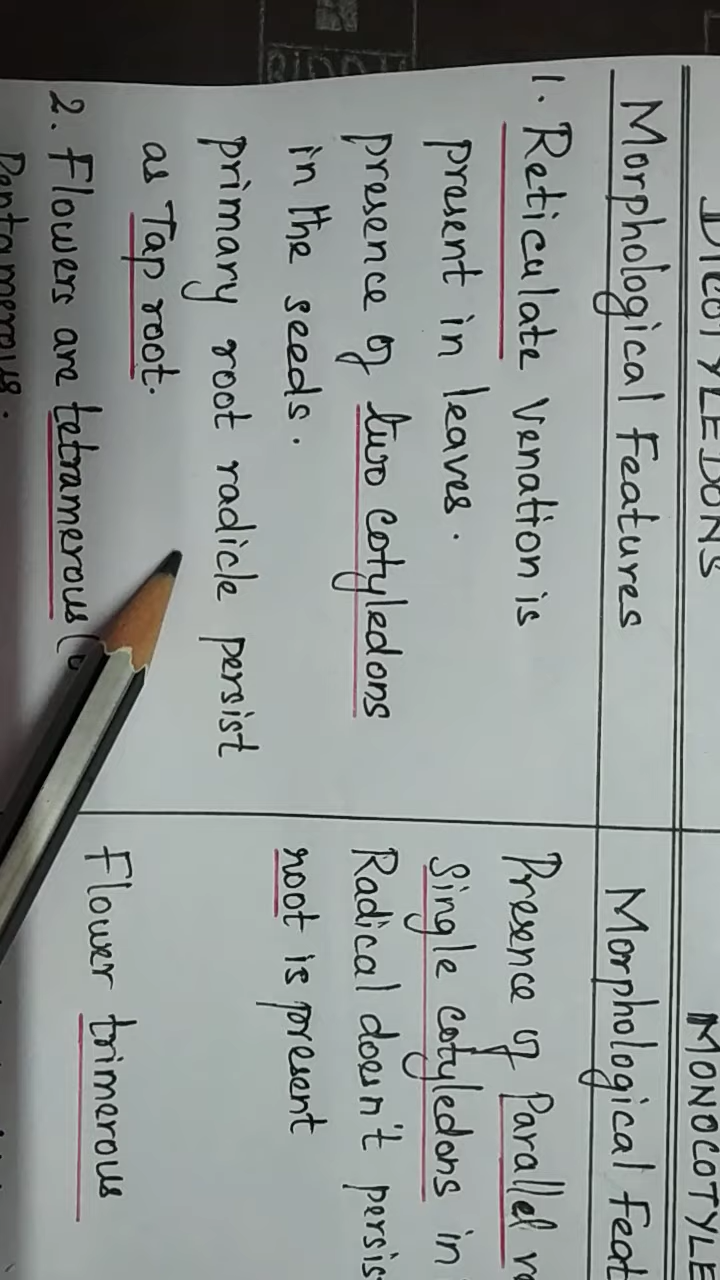 DICOTYLEDONS
Morphological Features
1. Reticulate venation is
present in leaves.
presence of two cotyledons
in the seeds.
primary root radicle persist
as Tap root.
2. Flowers are tetramerous (
Pentamerous.
MONOCOTYLE
Morphological Feat
Presence of Parallel
Single cotyledons in
Radical doesn't persis
root is present
Flower trimerous